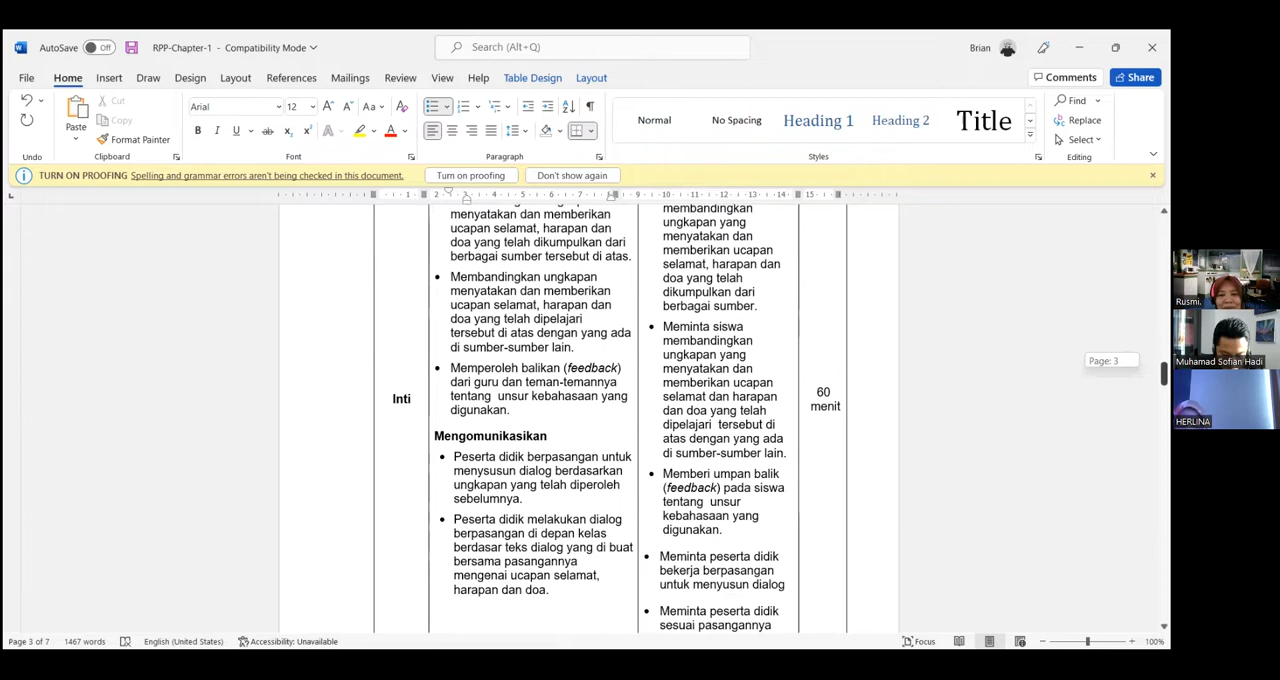 AutoSave Off RPP-Chapter-1 - Compatibility Mode Search (Alt+Q) Brian
File Home Insert Draw Design Layout References Mailings Review View Help Table Design Layout Comments Share
Undo
Paste
Cut
Copy
Format Painter
Clipboard
Arial 12
Font
Paragraph
Normal No Spacing Heading 1 Heading 2 Title
Styles
Find
Replace
Select
Editing
TURN ON PROOFING Spelling and grammar errors aren't being checked in this document. Turn on proofing Don't show again
Inti
menyatakan dan memberikan
ucapan selamat, harapan dan
doa yang telah dikumpulkan dari
berbagai sumber tersebut di atas.
• Membandingkan ungkapan
menyatakan dan memberikan
ucapan selamat, harapan dan
doa yang telah dipelajari
tersebut di atas dengan yang ada
di sumber-sumber lain.
• Memperoleh balikan (feedback)
dari guru dan teman-temannya
tentang unsur kebahasaan yang
digunakan.
Mengomunikasikan
• Peserta didik berpasangan untuk
menyusun dialog berdasarkan
ungkapan yang telah diperoleh
sebelumnya.
• Peserta didik melakukan dialog
berpasangan di depan kelas
berdasar teks dialog yang di buat
bersama pasangannya
mengenai ucapan selamat,
harapan dan doa.
membandingkan
ungkapan yang
menyatakan dan
memberikan ucapan
selamat, harapan dan
doa yang telah
dikumpulkan dari
berbagai sumber.
• Meminta siswa
membandingkan
ungkapan yang
menyatakan dan
memberikan ucapan
selamat dan harapan
dan doa yang telah
dipelajari tersebut di
atas dengan yang ada
di sumber-sumber lain.
• Memberi umpan balik
(feedback) pada siswa
tentang unsur
kebahasaan yang
digunakan.
• Meminta peserta didik
bekerja berpasangan
untuk menyusun dialog
• Meminta peserta didik
sesuai pasangannya
60
menit
Page: 3
Rusmi.
Muhamad Sofian Hadi
HERLINA
Page 3 of 7 1467 words English (United States) Accessibility: Unavailable Focus 100%